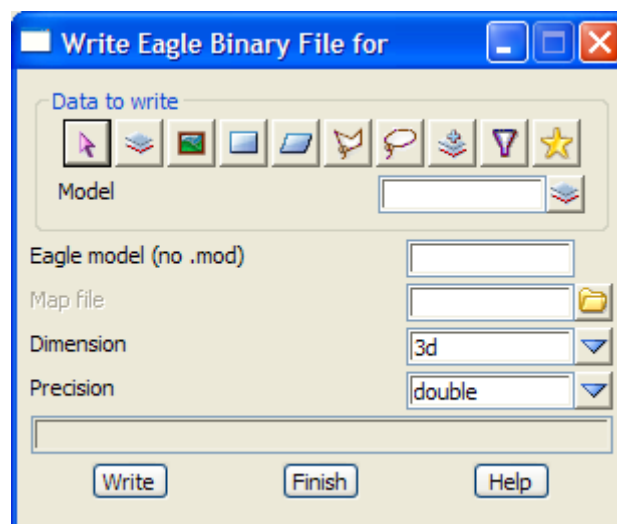 Write Eagle Binary File for
Data to write
Model
Eagle model (no .mod)
Map file
Dimension 3d
Precision double
Write Finish Help